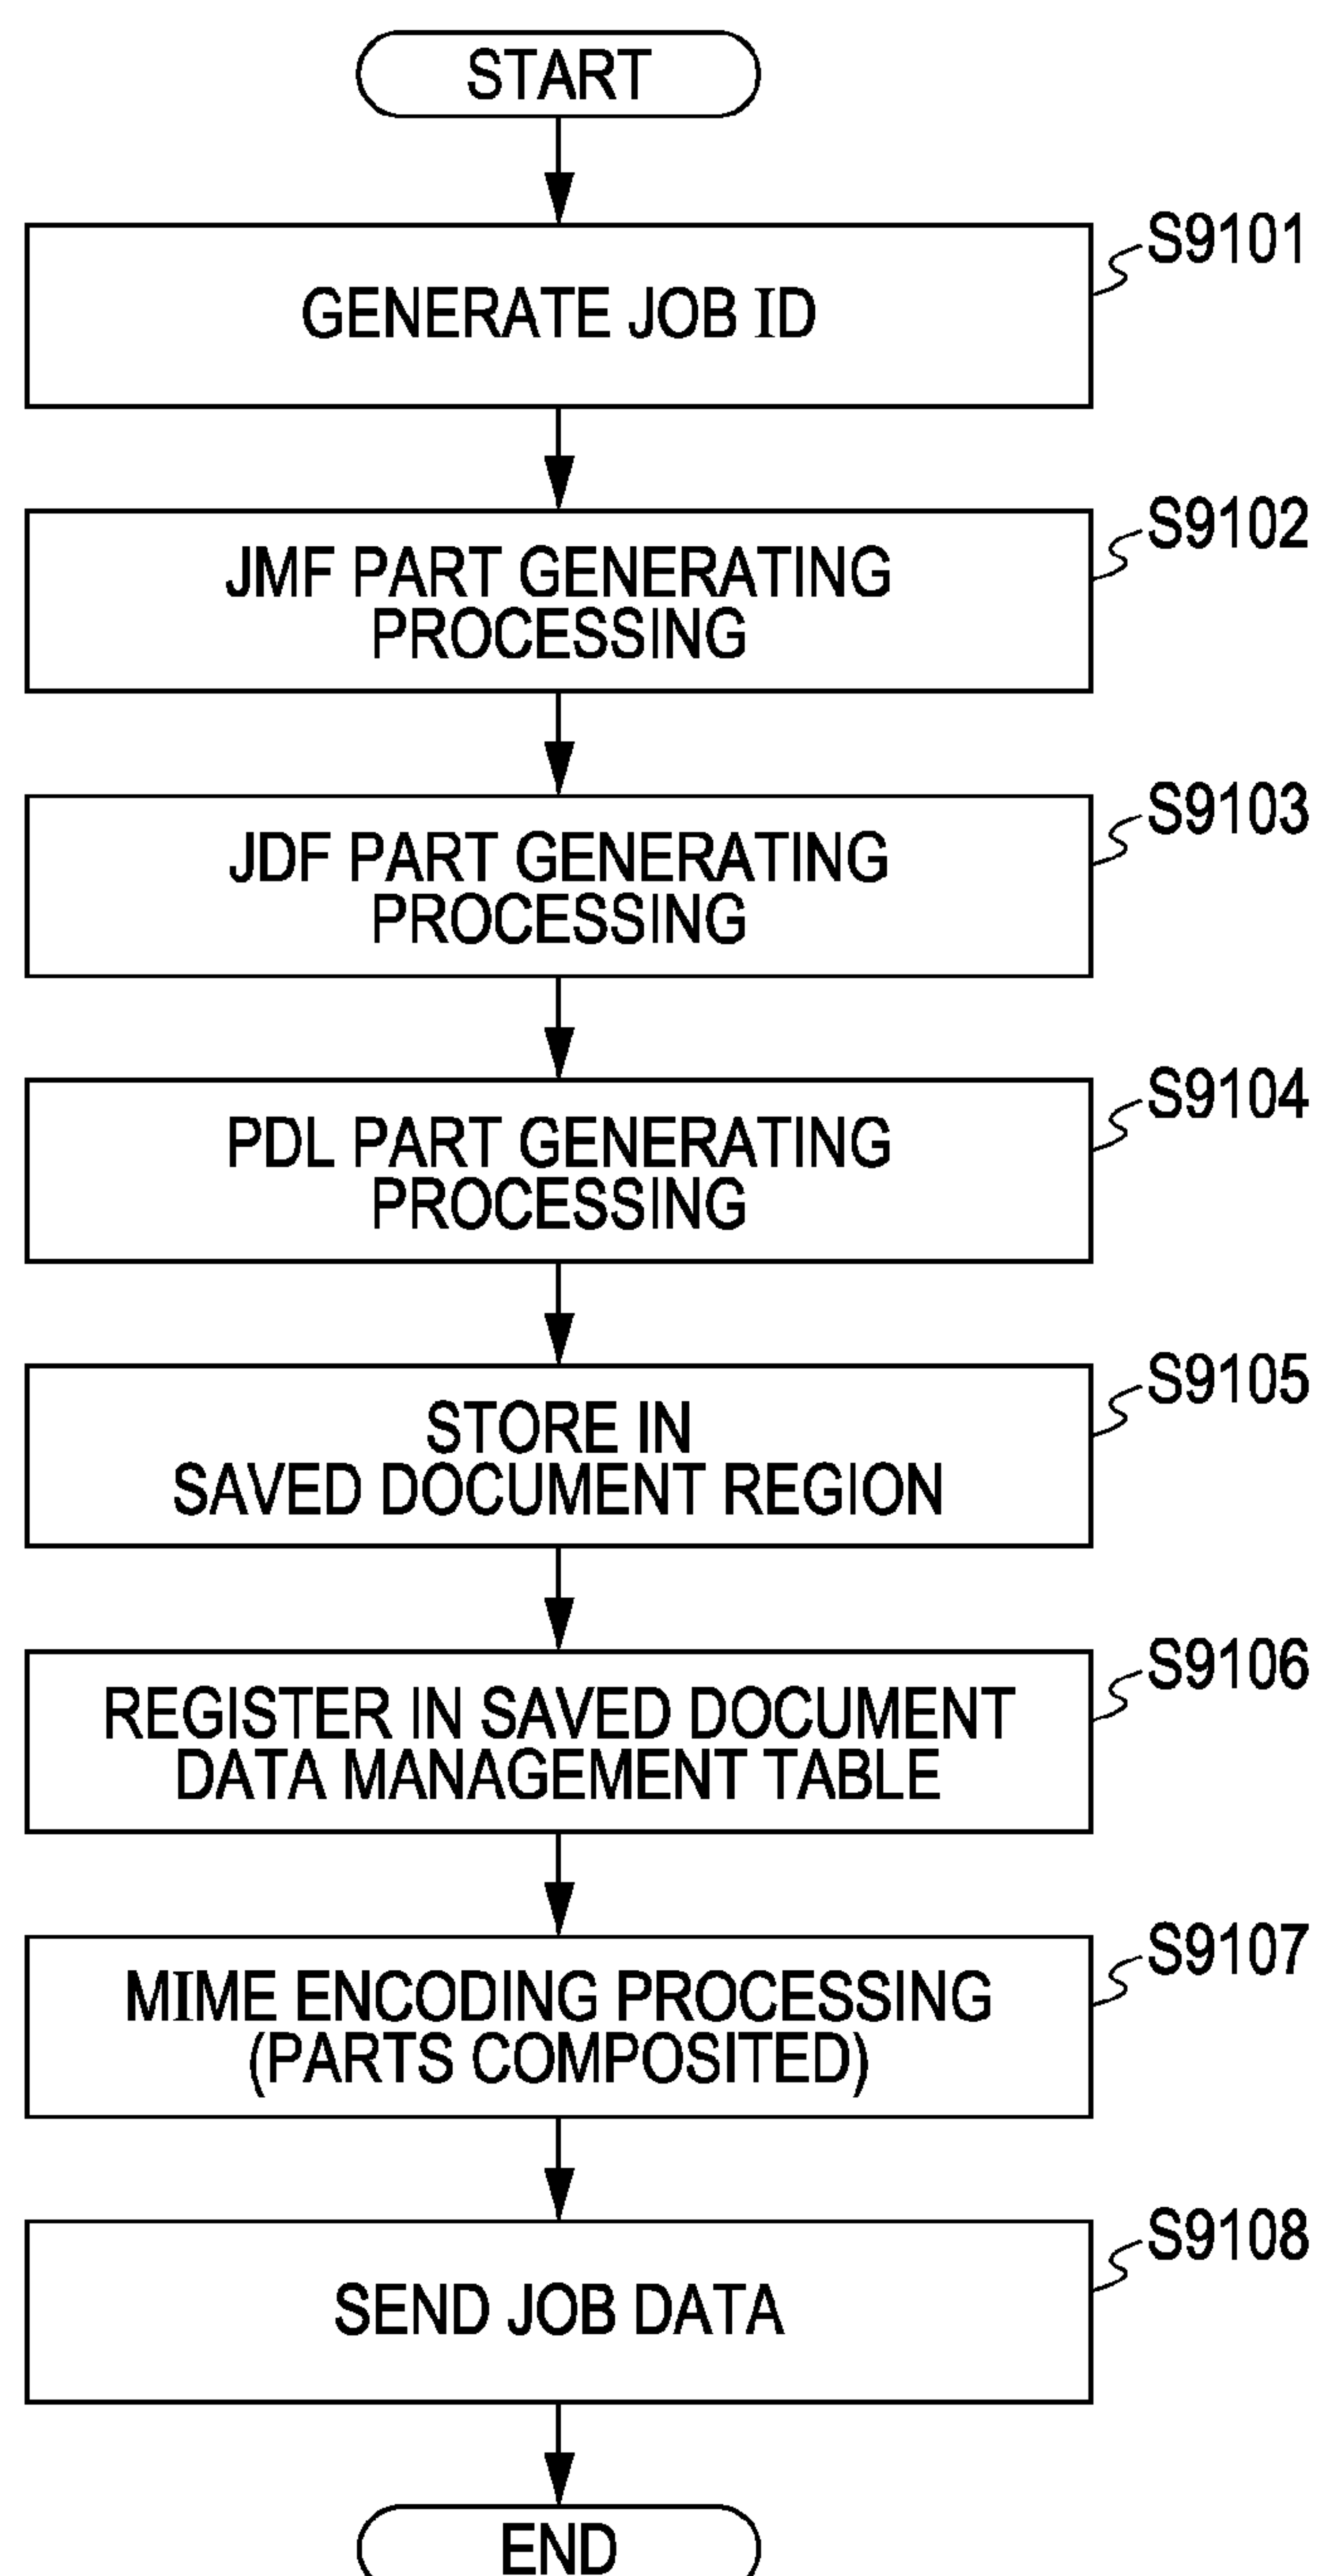 START
S9101
GENERATE JOB ID
S9102
JMF PART GENERATING
PROCESSING
S9103
JDF PART GENERATING
PROCESSING
S9104
PDL PART GENERATING
PROCESSING
S9105
STORE IN
SAVED DOCUMENT REGION
S9106
REGISTER IN SAVED DOCUMENT
DATA MANAGEMENT TABLE
S9107
MIME ENCODING PROCESSING
(PARTS COMPOSITED)
S9108
SEND JOB DATA
END